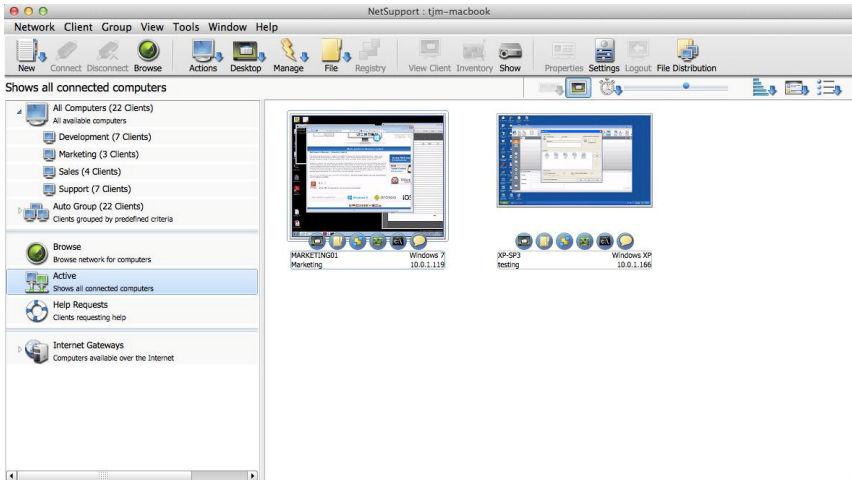 NetSupport : tjm-macbook
Network Client Group View Tools Window Help
New Connect Disconnect Browse Actions Desktop Manage File Registry View Client Inventory Show Properties Settings Logout File Distribution
Shows all connected computers
All Computers (22 Clients)
All available computers
Development (7 Clients)
Marketing (3 Clients)
Sales (4 Clients)
Support (7 Clients)
Auto Group (22 Clients)
Clients grouped by predefined criteria
Browse
Browse network for computers
Active
Shows all connected computers
Help Requests
Clients requesting help
Internet Gateways
Computers available over the Internet
MARKETING01 Windows 7
Marketing 10.0.1.119
XP-SP3 Windows XP
testing 10.0.1.166